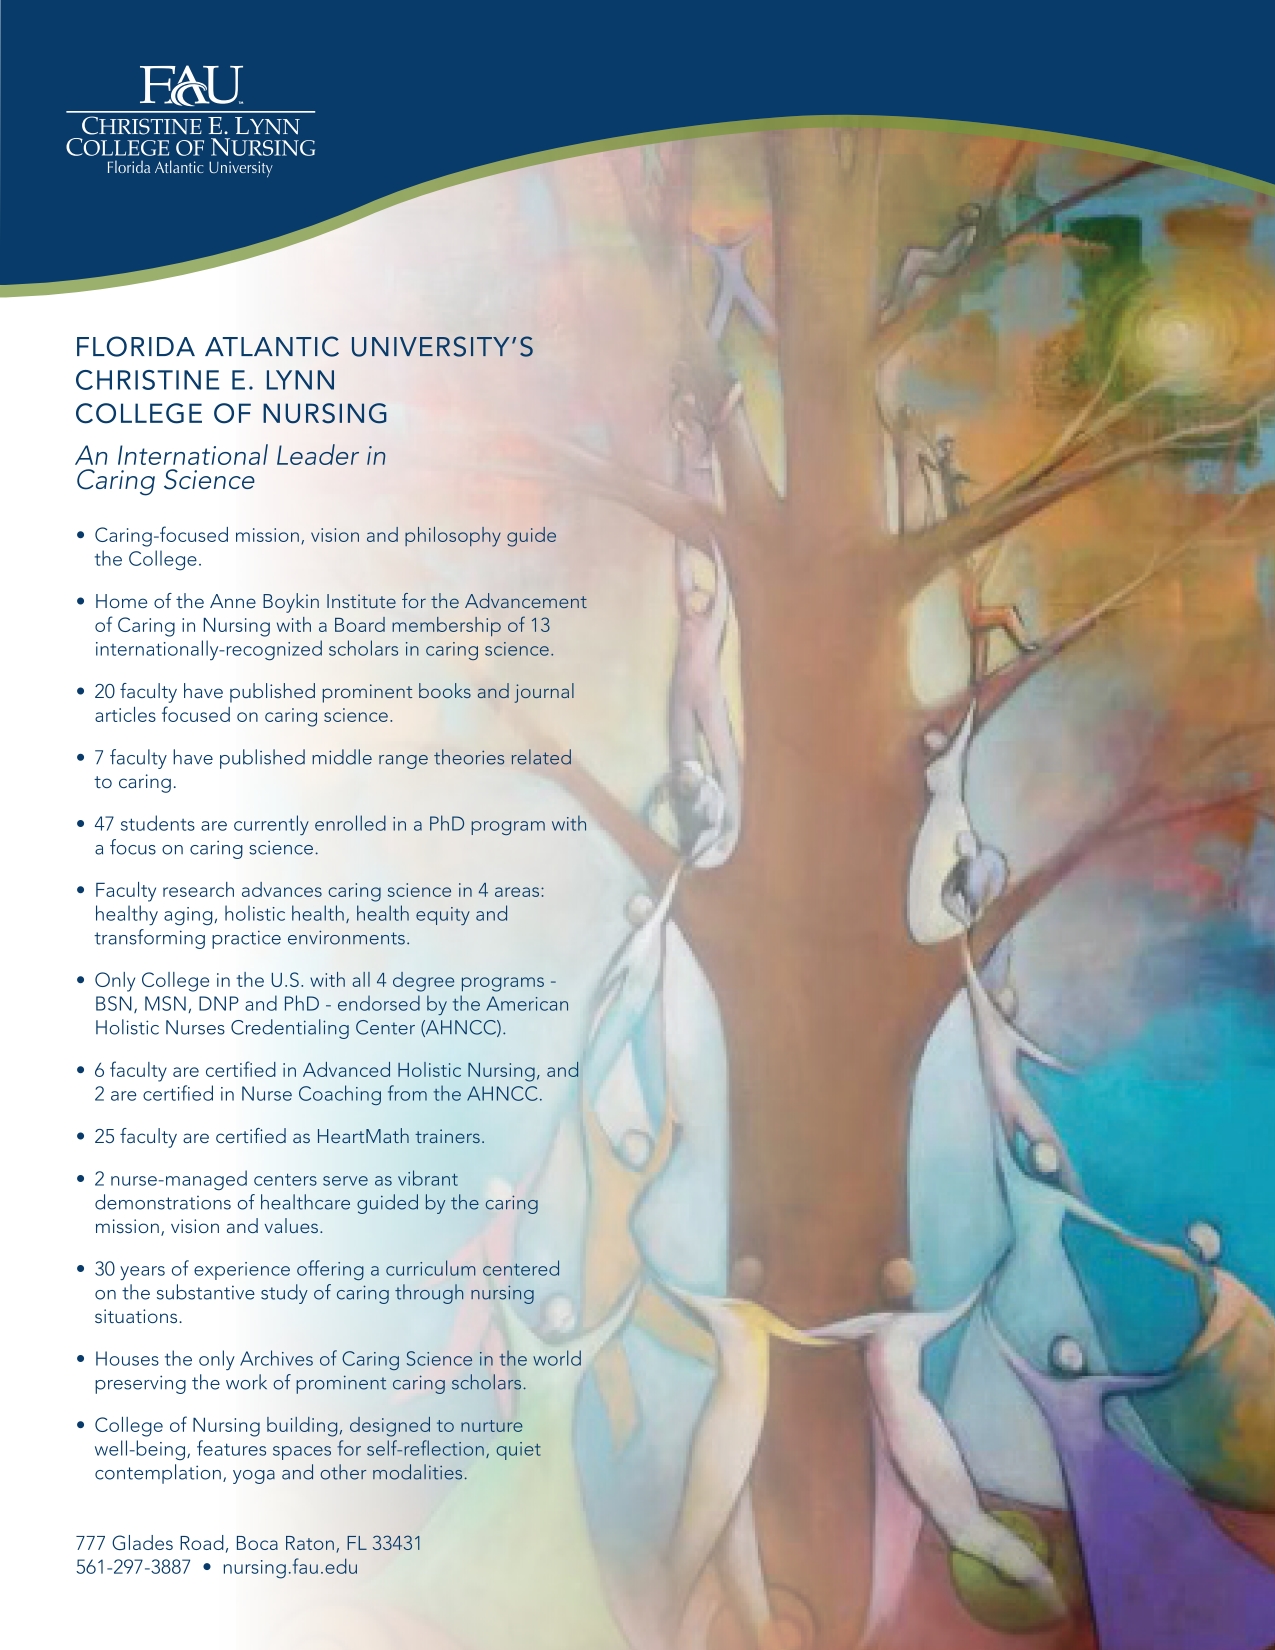 FAU
CHRISTINE E. LYNN
COLLEGE OF NURSING
Florida Atlantic University
FLORIDA ATLANTIC UNIVERSITY'S
CHRISTINE E. LYNN
COLLEGE OF NURSING
An International Leader in
Caring Science
• Caring-focused mission, vision and philosophy guide
the College.
• Home of the Anne Boykin Institute for the Advancement
of Caring in Nursing with a Board membership of 13
internationally-recognized scholars in caring science.
• 20 faculty have published prominent books and journal
articles focused on caring science.
• 7 faculty have published middle range theories related
to caring.
• 47 students are currently enrolled in a PhD program with
a focus on caring science.
• Faculty research advances caring science in 4 areas:
healthy aging, holistic health, health equity and
transforming practice environments.
• Only College in the U.S. with all 4 degree programs -
BSN, MSN, DNP and PhD - endorsed by the American
Holistic Nurses Credentialing Center (AHNCC).
• 6 faculty are certified in Advanced Holistic Nursing, and
2 are certified in Nurse Coaching from the AHNCC.
• 25 faculty are certified as HeartMath trainers.
• 2 nurse-managed centers serve as vibrant
demonstrations of healthcare guided by the caring
mission, vision and values.
• 30 years of experience offering a curriculum centered
on the substantive study of caring through nursing
situations.
• Houses the only Archives of Caring Science in the world
preserving the work of prominent caring scholars.
• College of Nursing building, designed to nurture
well-being, features spaces for self-reflection, quiet
contemplation, yoga and other modalities.
777 Glades Road, Boca Raton, FL 33431
561-297-3887 • nursing.fau.edu